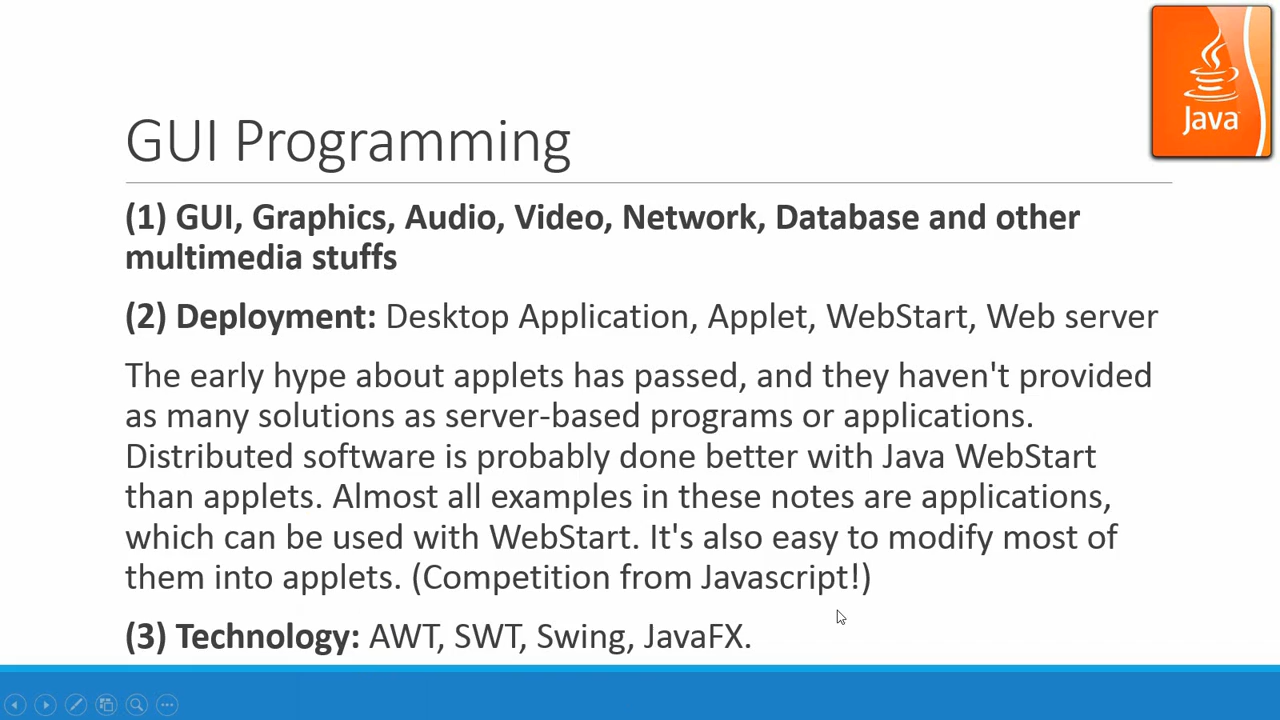 Java
GUI Programming
(1) GUI, Graphics, Audio, Video, Network, Database and other
multimedia stuffs
(2) Deployment: Desktop Application, Applet, WebStart, Web server
The early hype about applets has passed, and they haven't provided
as many solutions as server-based programs or applications.
Distributed software is probably done better with Java WebStart
than applets. Almost all examples in these notes are applications,
which can be used with WebStart. It's also easy to modify most of
them into applets. (Competition from Javascript!)
(3) Technology: AWT, SWT, Swing, JavaFX.